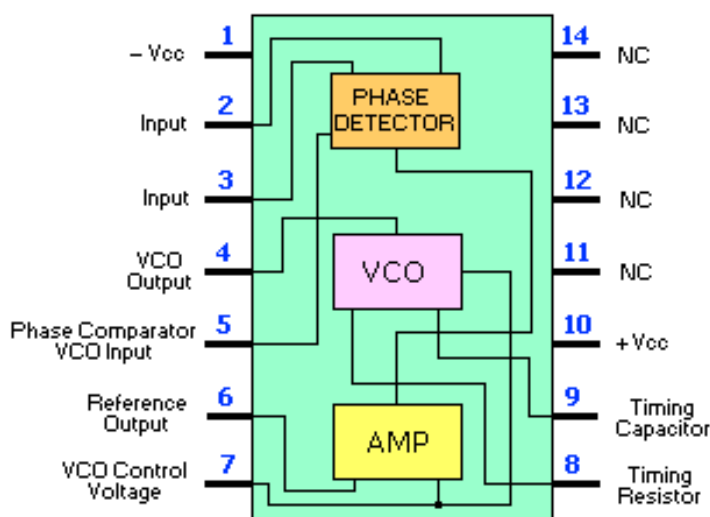 1
– Vcc
2
Input
3
Input
4
VCO
Output
5
Phase Comparator
VCO Input
6
Reference
Output
7
VCO Control
Voltage
PHASE
DETECTOR
VCO
AMP
14
NC
13
NC
12
NC
11
NC
10
+ Vcc
9
Timing
Capacitor
8
Timing
Resistor